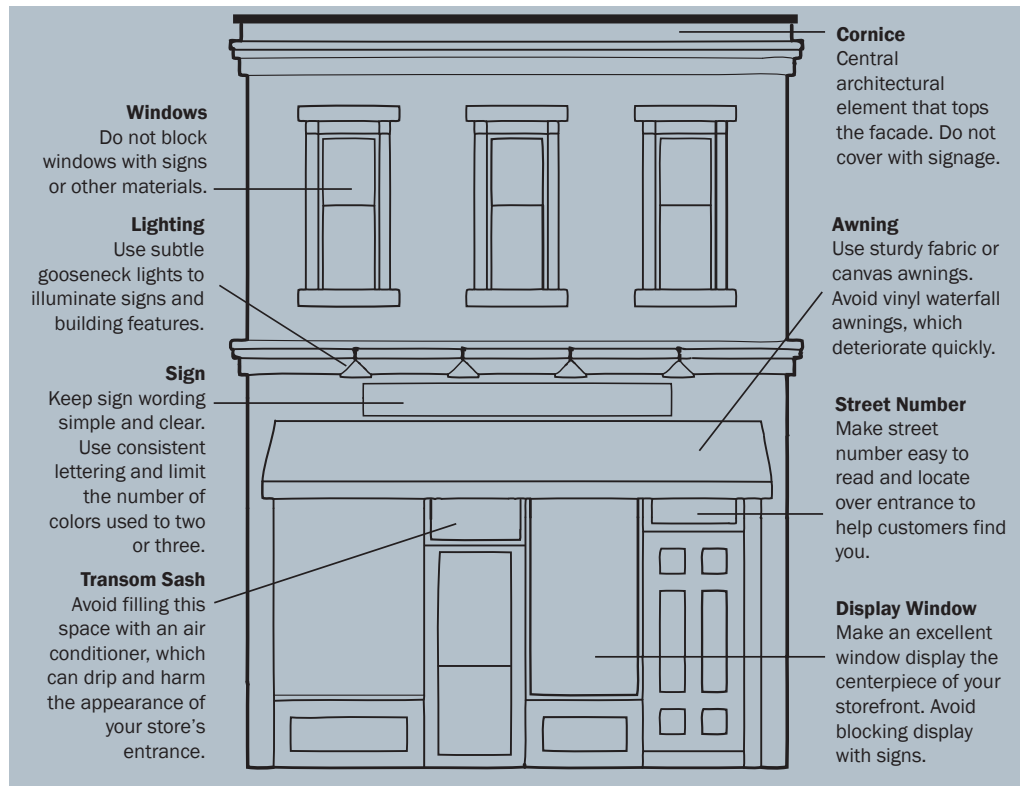 Windows
Do not block
windows with signs
or other materials.
Lighting
Use subtle
gooseneck lights to
illuminate signs and
building features.
Sign
Keep sign wording
simple and clear.
Use consistent
lettering and limit
the number of
colors used to two
or three.
Transom Sash
Avoid filling this
space with an air
conditioner, which
can drip and harm
the appearance of
your store’s
entrance.
Cornice
Central
architectural
element that tops
the facade. Do not
cover with signage.
Awning
Use sturdy fabric or
canvas awnings.
Avoid vinyl waterfall
awnings, which
deteriorate quickly.
Street Number
Make street
number easy to
read and locate
over entrance to
help customers find
you.
Display Window
Make an excellent
window display the
centerpiece of your
storefront. Avoid
blocking display
with signs.